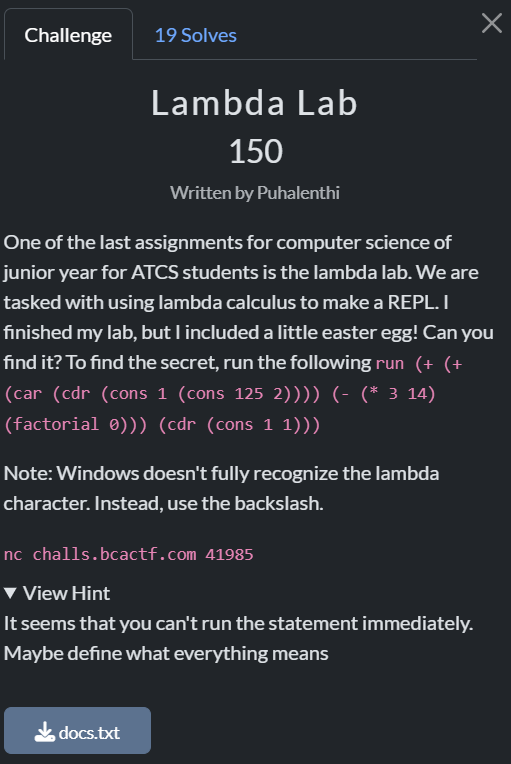 Challenge
19 Solves
Lambda Lab
150
Written by Puhalenthi
One of the last assignments for computer science of
junior year for ATCS students is the lambda lab. We are
tasked with using lambda calculus to make a REPL. I
finished my lab, but I included a little easter egg! Can you
find it? To find the secret, run the following run (+ (+
(car (cdr (cons 1 (cons 125 2)))) (- (* 3 14)
(factorial 0))) (cdr (cons 1 1)))
Note: Windows doesn't fully recognize the lambda
character. Instead, use the backslash.
nc challs.bcactf.com 41985
View Hint
It seems that you can't run the statement immediately.
Maybe define what everything means
docs.txt